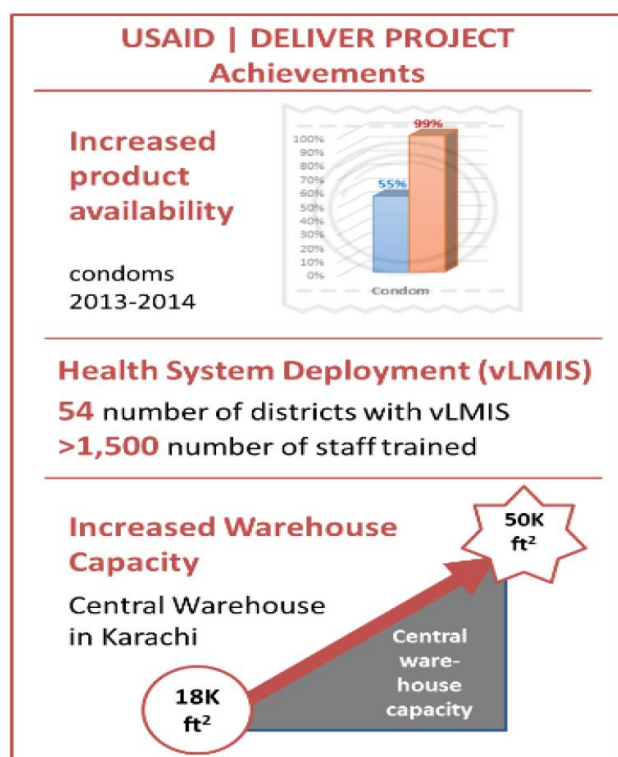 USAID | DELIVER PROJECT
Achievements
Increased
product
availability
condoms
2013-2014
100%
90%
80%
70%
60%
50%
40%
30%
20%
10%
0%
55%
99%
Condom
Health System Deployment (vLMIS)
54 number of districts with vLMIS
>1,500 number of staff trained
Increased Warehouse
Capacity
Central Warehouse
in Karachi
50K
ft²
Central
ware-
house
capacity
18K
ft²